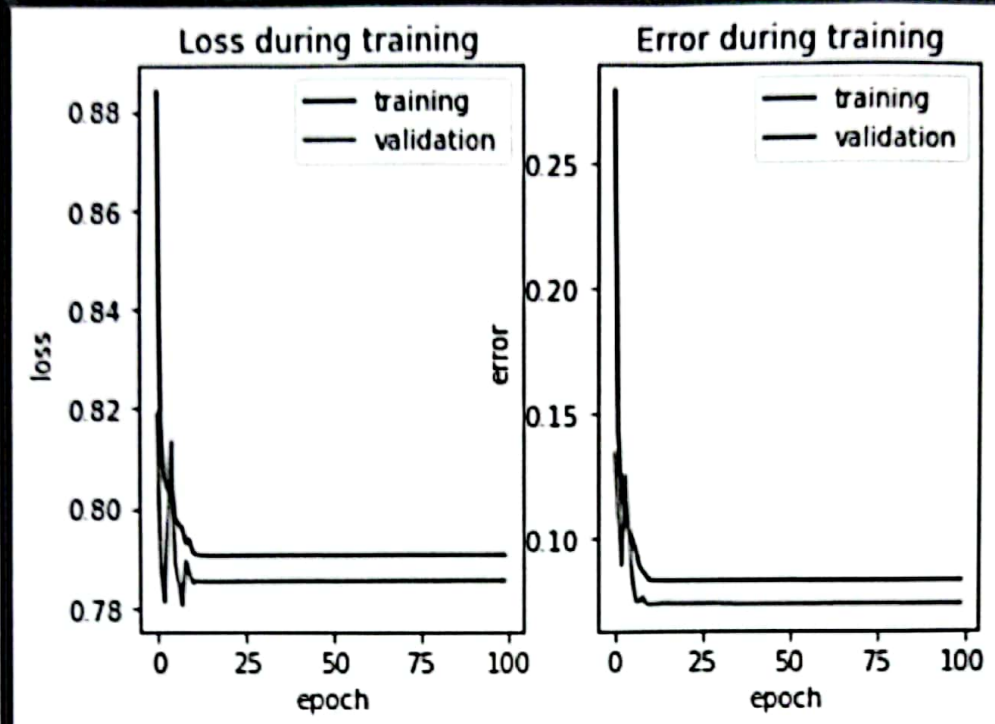 Loss during training
training
validation
0.88
0.86
0.84
0.82
0.80
0.78
loss
0 25 50 75 100
epoch
Error during training
training
validation
0.25
0.20
0.15
0.10
error
0 25 50 75 100
epoch